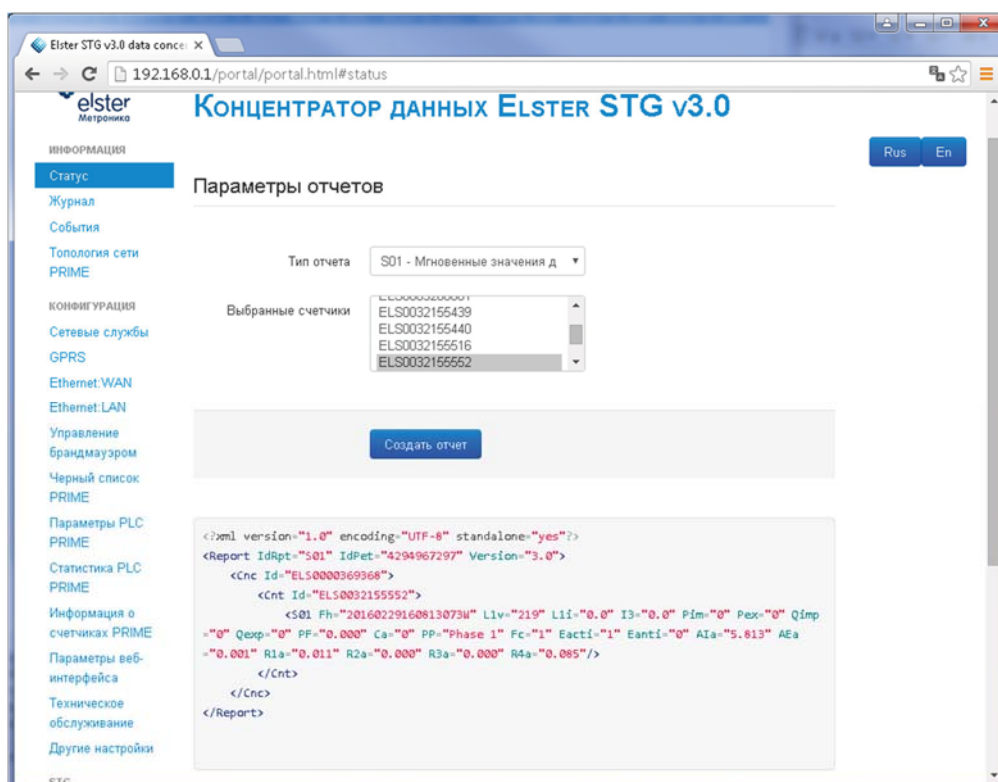 Elster STG v3.0 data concer
192.168.0.1/portal/portal.html#status
elster
Метроника
Концентратор данных Elster STG v3.0
Rus
En
ИНФОРМАЦИЯ
Статус
Журнал
События
Топология сети
PRIME
КОНФИГУРАЦИЯ
Сетевые службы
GPRS
Ethernet:WAN
Ethernet:LAN
Управление
брандмауэром
Черный список
PRIME
Параметры PLC
PRIME
Статистика PLC
PRIME
Информация о
счетчиках PRIME
Параметры веб-
интерфейса
Техническое
обслуживание
Другие настройки
STG
Параметры отчетов
Тип отчета
S01 - Мгновенные значения д
Выбранные счетчики
ELS0032155439
ELS0032155440
ELS0032155516
ELS0032155552
Создать отчет
<?xml version="1.0" encoding="UTF-8" standalone="yes"?>
<Report IdRpt="S01" IdPet="4294967297" Version="3.0">
<Cnc Id="ELS0000369368">
<Cnt Id="ELS0032155552">
<S01 Fh="20160229160813073W" L1v="219" L1i="0.0" I3="0.0" Pim="0" Pex="0" Qimp
="0" Qexp="0" PF="0.000" Ca="0" PP="Phase 1" Fc="1" Eacti="1" Eanti="0" AIa="5.813" AEa
="0.001" R1a="0.011" R2a="0.000" R3a="0.000" R4a="0.085"/>
</Cnt>
</Cnc>
</Report>